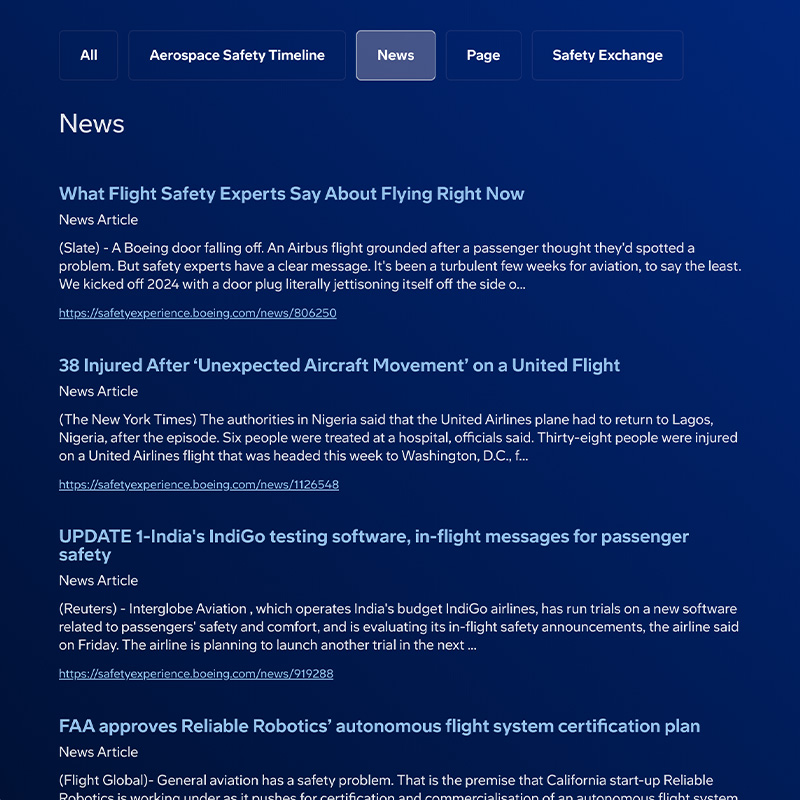 All
Aerospace Safety Timeline
News
Page
Safety Exchange
News
What Flight Safety Experts Say About Flying Right Now
News Article
(Slate) - A Boeing door falling off. An Airbus flight grounded after a passenger thought they'd spotted a
problem. But safety experts have a clear message. It's been a turbulent few weeks for aviation, to say the least.
We kicked off 2024 with a door plug literally jettisoning itself off the side o...
https://safetyexperience.boeing.com/news/806250
38 Injured After ‘Unexpected Aircraft Movement’ on a United Flight
News Article
(The New York Times) The authorities in Nigeria said that the United Airlines plane had to return to Lagos,
Nigeria, after the episode. Six people were treated at a hospital, officials said. Thirty-eight people were injured
on a United Airlines flight that was headed this week to Washington, D.C., f...
https://safetyexperience.boeing.com/news/1126548
UPDATE 1-India's IndiGo testing software, in-flight messages for passenger
safety
News Article
(Reuters) - Interglobe Aviation , which operates India's budget IndiGo airlines, has run trials on a new software
related to passengers' safety and comfort, and is evaluating its in-flight safety announcements, the airline said
on Friday. The airline is planning to launch another trial in the next ...
https://safetyexperience.boeing.com/news/919288
FAA approves Reliable Robotics’ autonomous flight system certification plan
News Article
(Flight Global)- General aviation has a safety problem. That is the premise that California start-up Reliable
Robotics is working under as it pushes for certification and commercialisation of an autonomous flight system